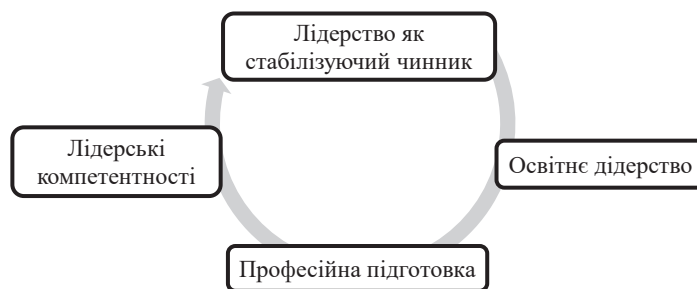 Лідерство як
стабілізуючий чинник
Лідерські
компетентності
Освітнє дідерство
Професійна підготовка